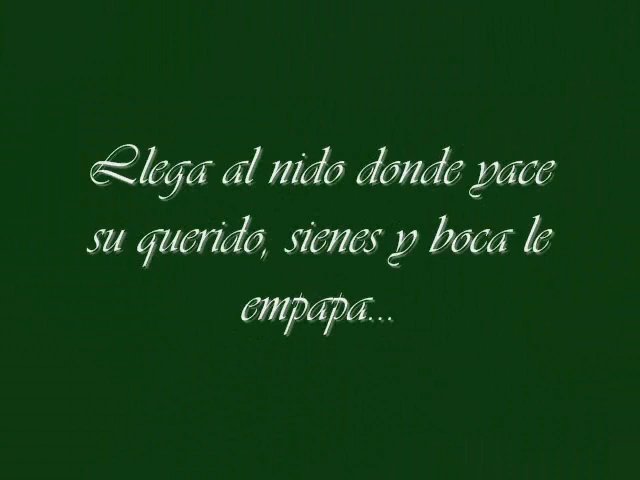 Llega al nido donde yace
su querido, sienes y boca le
empapa...